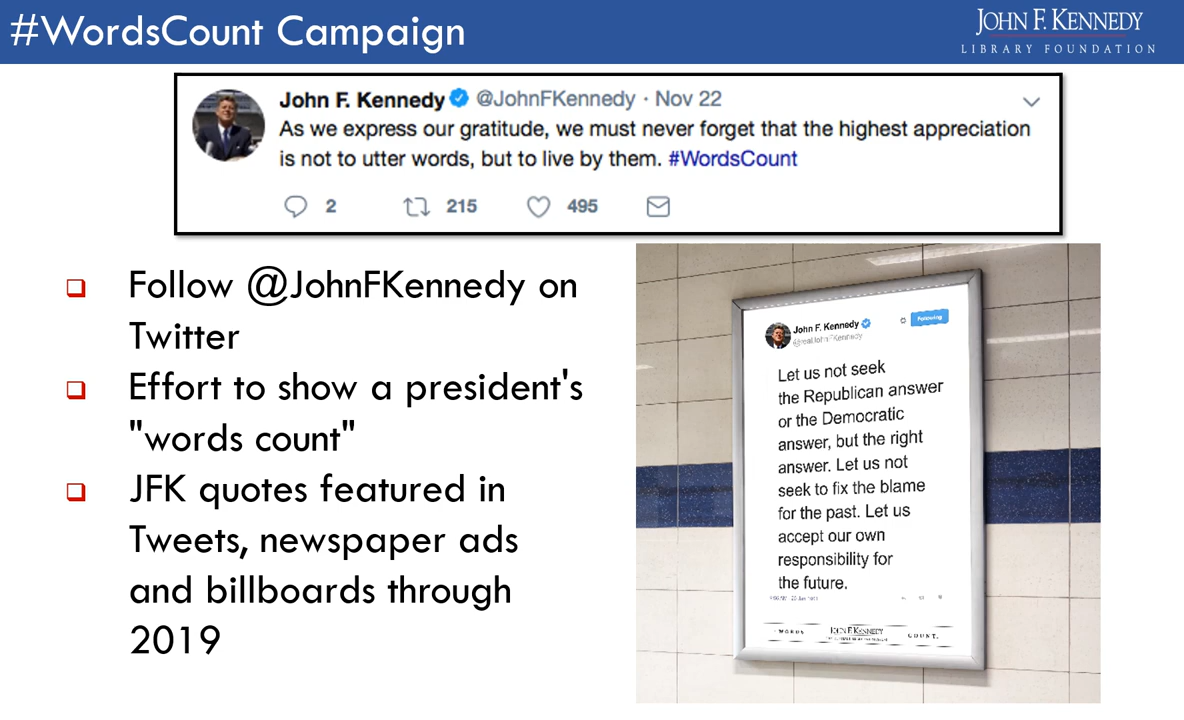 #WordsCount Campaign
JOHN F. KENNEDY
LIBRARY FOUNDATION
John F. Kennedy @JohnFKennedy · Nov 22
As we express our gratitude, we must never forget that the highest appreciation
is not to utter words, but to live by them. #WordsCount
2 215 495
Follow @JohnFKennedy on
Twitter
Effort to show a president's
"words count"
JFK quotes featured in
Tweets, newspaper ads
and billboards through
2019
John F. Kennedy
@realJohnFKennedy
Following
Let us not seek
the Republican answer
or the Democratic
answer, but the right
answer. Let us not
seek to fix the blame
for the past. Let us
accept our own
responsibility for
the future.
WORDS
JOHN F. KENNEDY
COUNT.